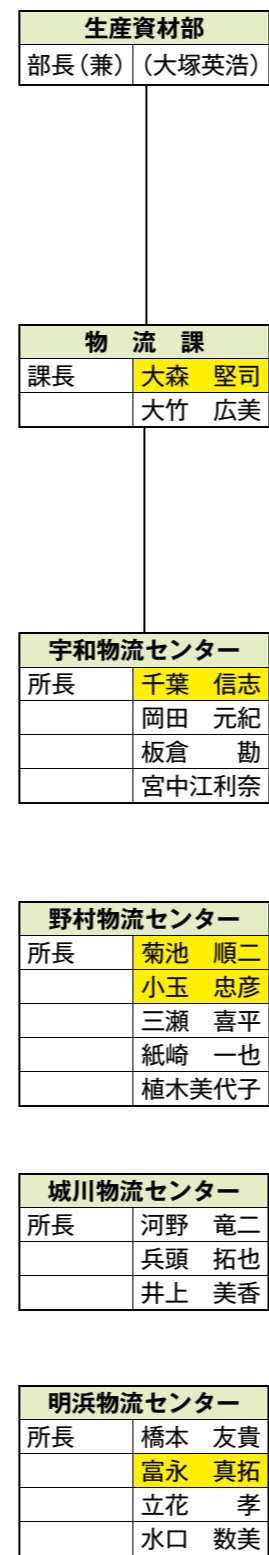 生産資材部
部長（兼） （大塚英浩）
物　流　課
課長 大森　堅司
大竹　広美
宇和物流センター
所長 千葉　信志
岡田　元紀
板倉　　勘
宮中江利奈
野村物流センター
所長 菊池　順二
小玉　忠彦
三瀬　喜平
紙崎　一也
植木美代子
城川物流センター
所長 河野　竜二
兵頭　拓也
井上　美香
明浜物流センター
所長 橋本　友貴
富永　真拓
立花　　孝
水口　数美